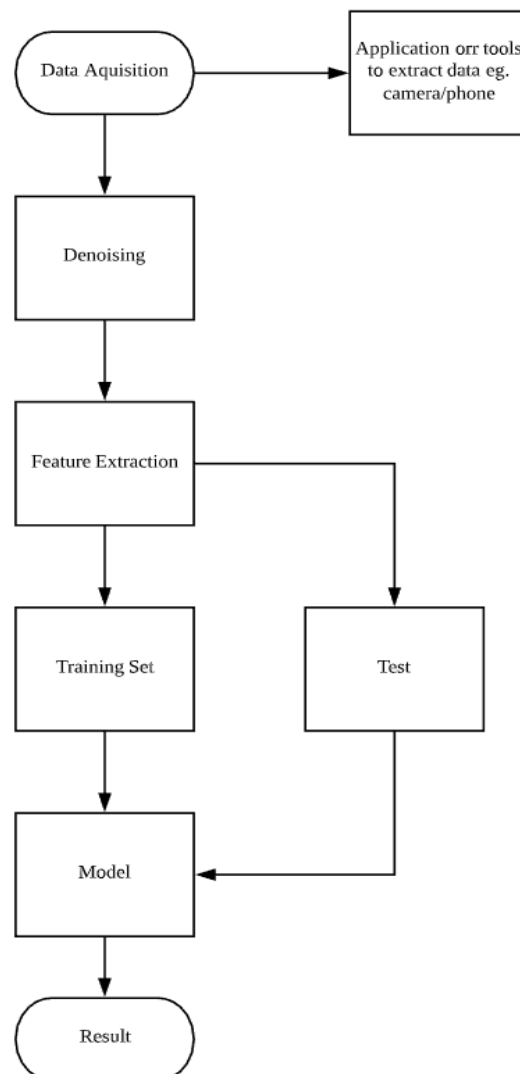 Data Aquisition
Application orr tools
to extract data eg.
camera/phone
Denoising
Feature Extraction
Training Set
Test
Model
Result